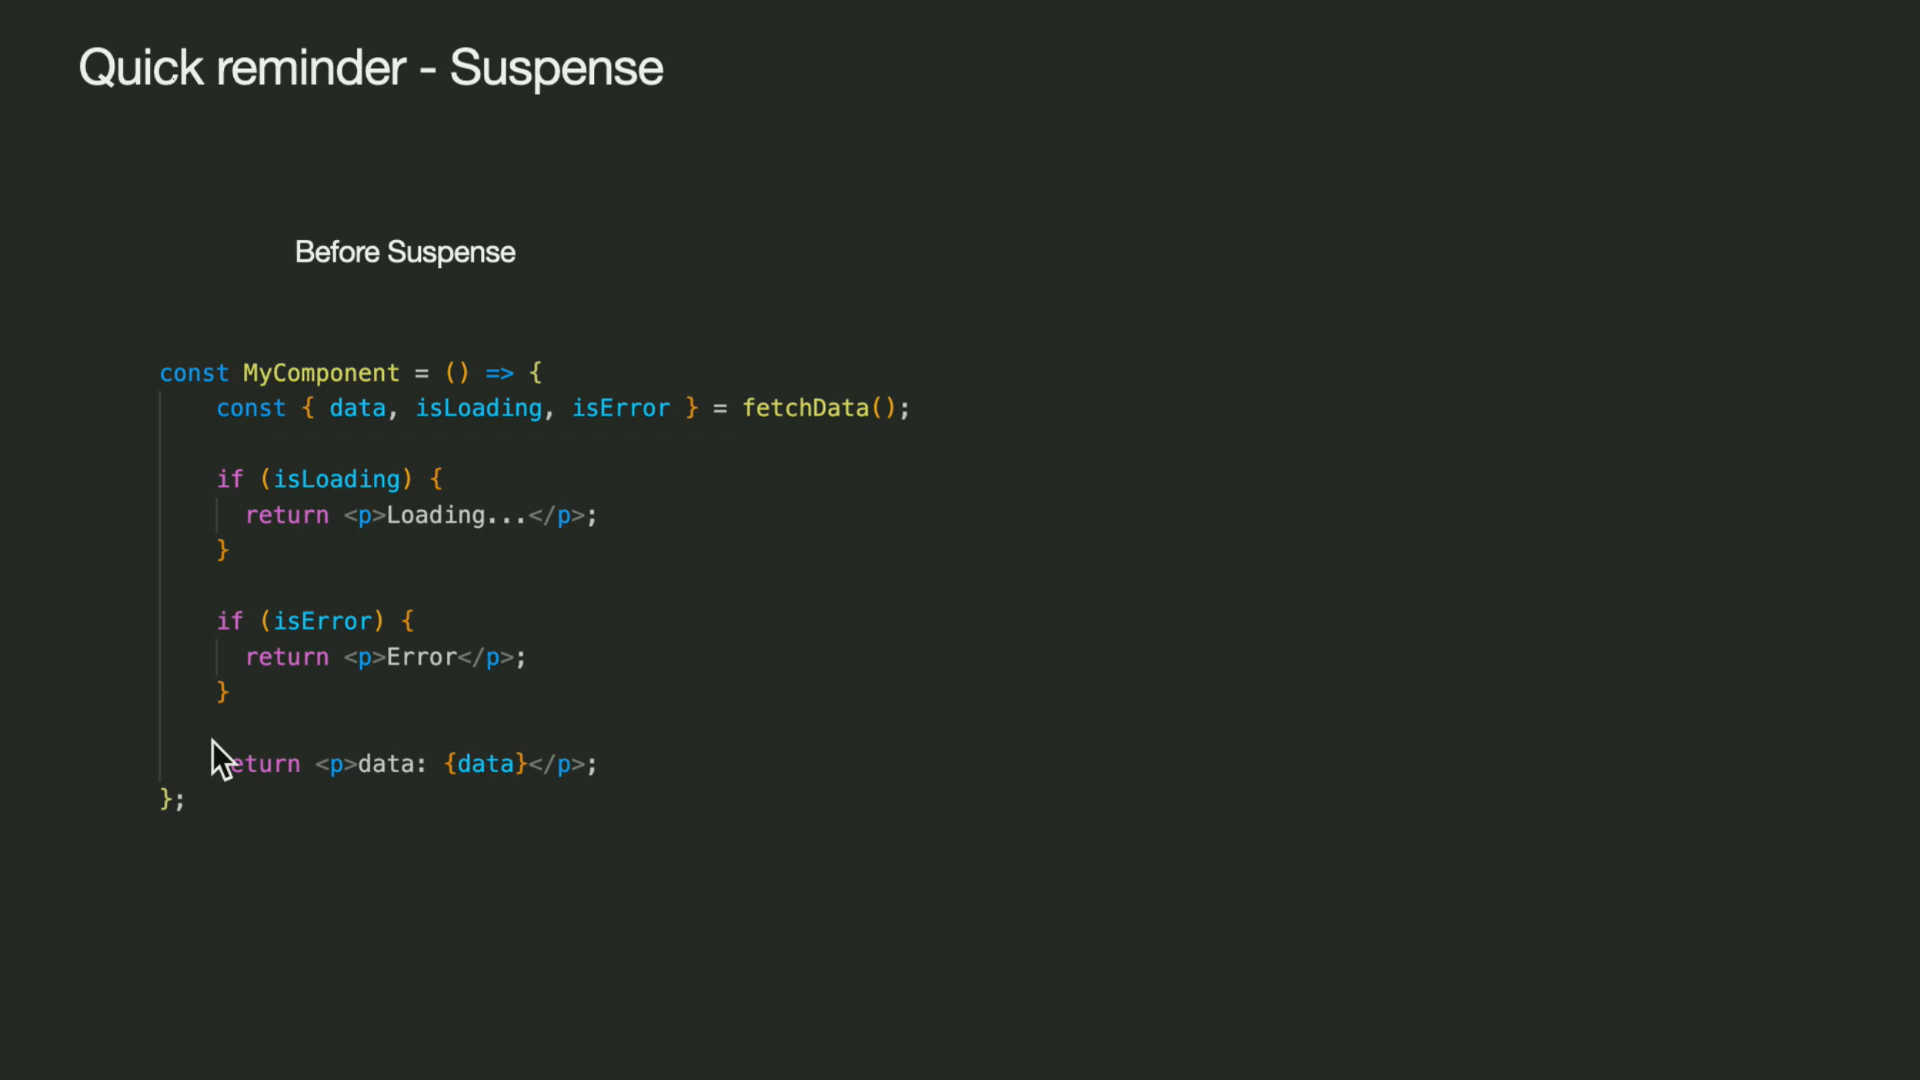 Quick reminder - Suspense
Before Suspense
const MyComponent = () => {
const { data, isLoading, isError } = fetchData();
if (isLoading) {
return <p>Loading...</p>;
}
if (isError) {
return <p>Error</p>;
}
return <p>data: {data}</p>;
};